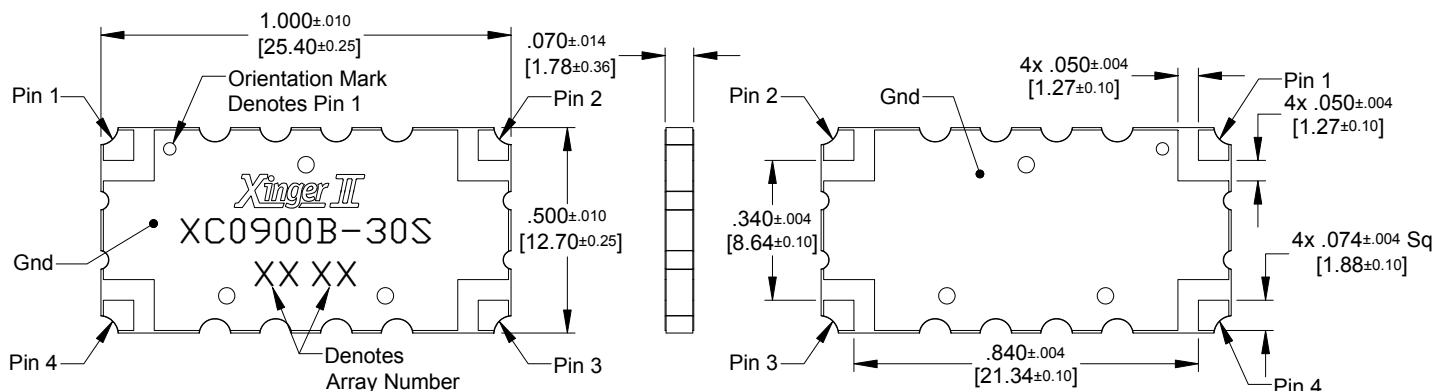 1.000±.010
[25.40±0.25]
.070±.014
[1.78±0.36]
Orientation Mark
Denotes Pin 1
Pin 1
Pin 2
Xinger II
XC0900B-30S
XX XX
Gnd
.500±.010
[12.70±0.25]
Pin 4
Pin 3
Denotes
Array Number
Pin 2
Gnd
4x .050±.004
[1.27±0.10]
Pin 1
4x .050±.004
[1.27±0.10]
.340±.004
[8.64±0.10]
4x .074±.004 Sq
[1.88±0.10]
Pin 3
.840±.004
[21.34±0.10]
Pin 4